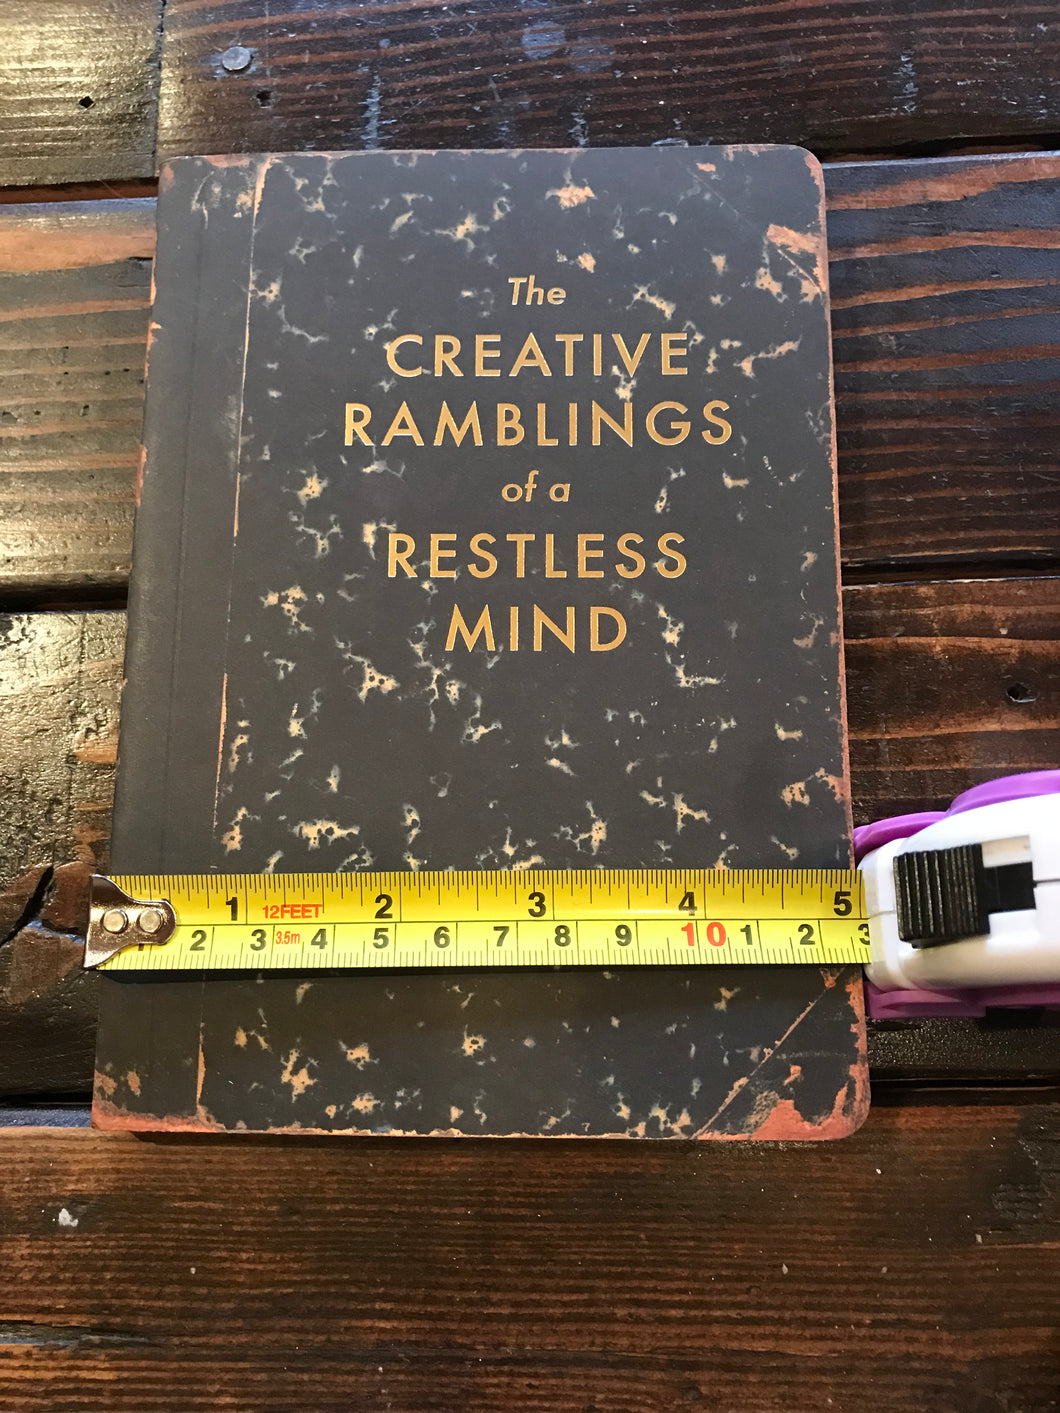 The
CREATIVE
RAMBLINGS
of a
RESTLESS
MIND
1 12FEET 2 3 4 5
1 2 3 3.5m 4 5 6 7 8 9 10 1 2 3